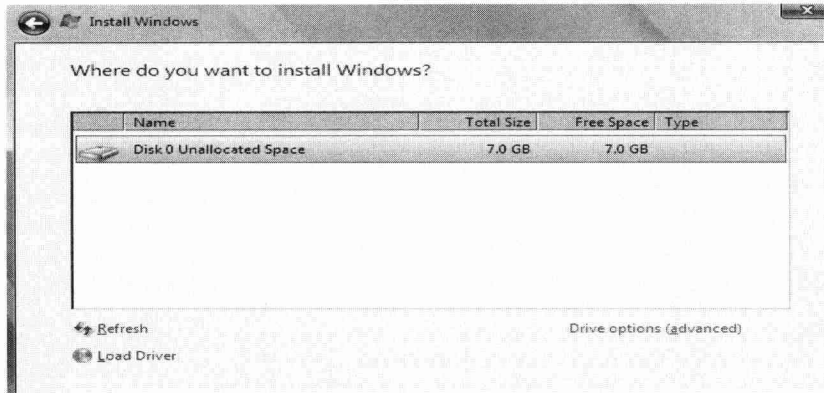 Install Windows
Where do you want to install Windows?
Name Total Size Free Space Type
Disk 0 Unallocated Space 7.0 GB 7.0 GB
Refresh Drive options (advanced)
Load Driver